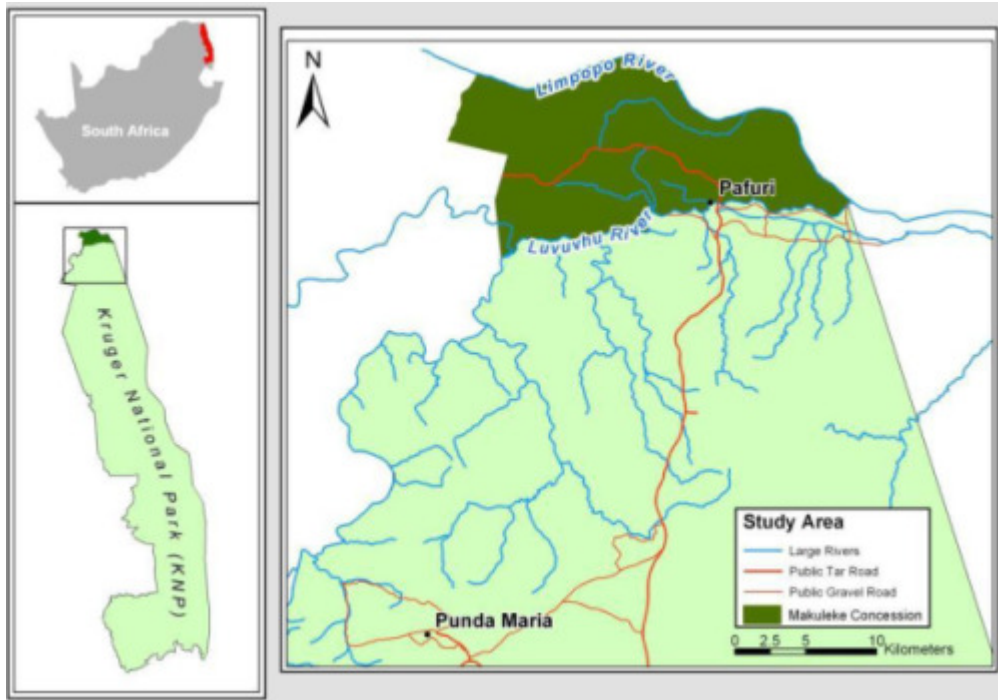 South Africa
Kruger National Park (KNP)
N
Limpopo River
Pafuri
Luvuvhu River
Punda Maria
Study Area
Large Rivers
Public Tar Road
Public Gravel Road
Makuleke Concession
0 2.5 5 10
Kilometers